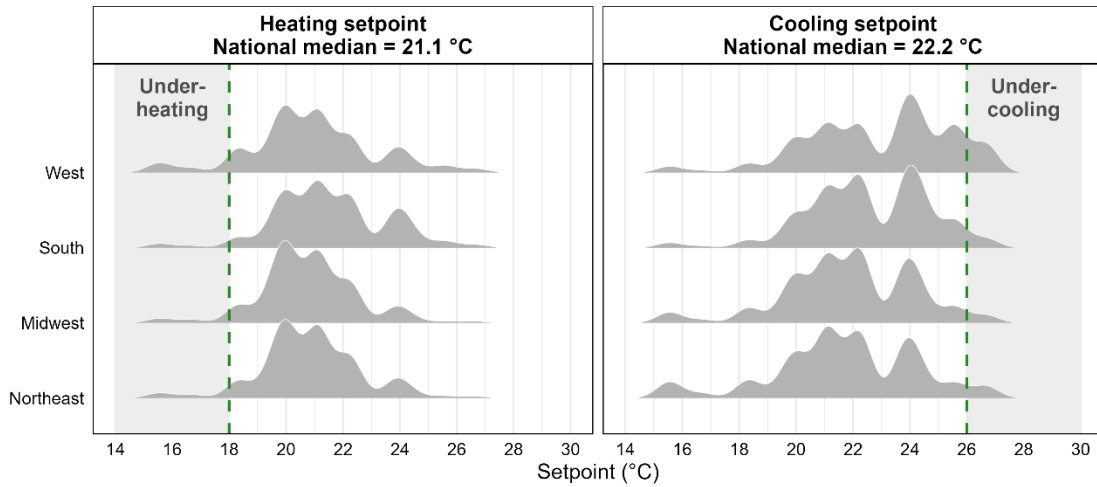 Heating setpoint
National median = 21.1 °C
Cooling setpoint
National median = 22.2 °C
Under-
heating
Under-
cooling
West
South
Midwest
Northeast
14 16 18 20 22 24 26 28 30
14 16 18 20 22 24 26 28 30
Setpoint (°C)